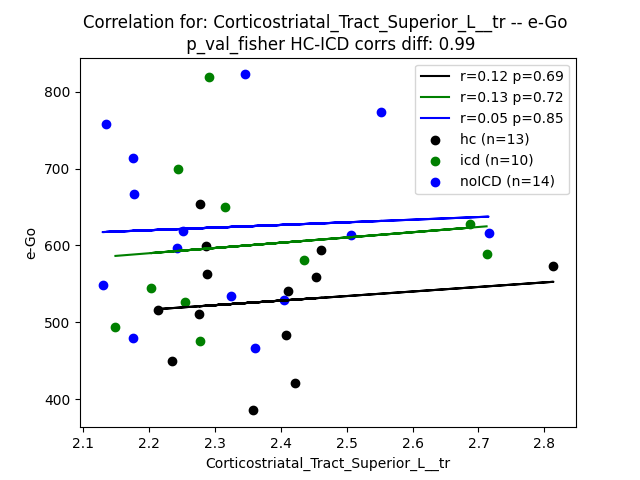 Correlation for: Corticostriatal_Tract_Superior_L__tr -- e-Go
p_val_fisher HC-ICD corrs diff: 0.99
r=0.12 p=0.69
r=0.13 p=0.72
r=0.05 p=0.85
hc (n=13)
icd (n=10)
noICD (n=14)
800
700
600
500
400
e-Go
2.1 2.2 2.3 2.4 2.5 2.6 2.7 2.8
Corticostriatal_Tract_Superior_L__tr